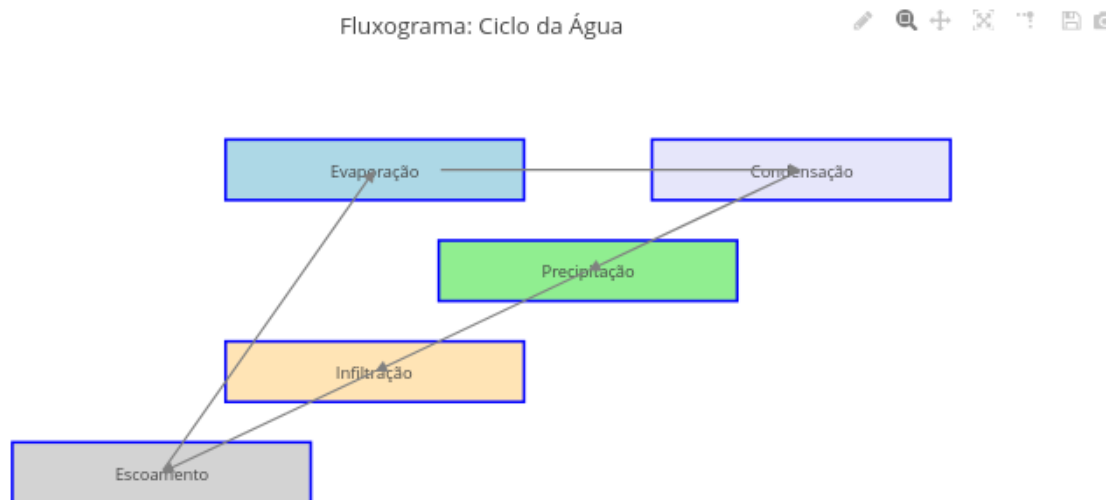 Fluxograma: Ciclo da Água
Evaporação
Condensação
Precipitação
Infiltração
Escoamento